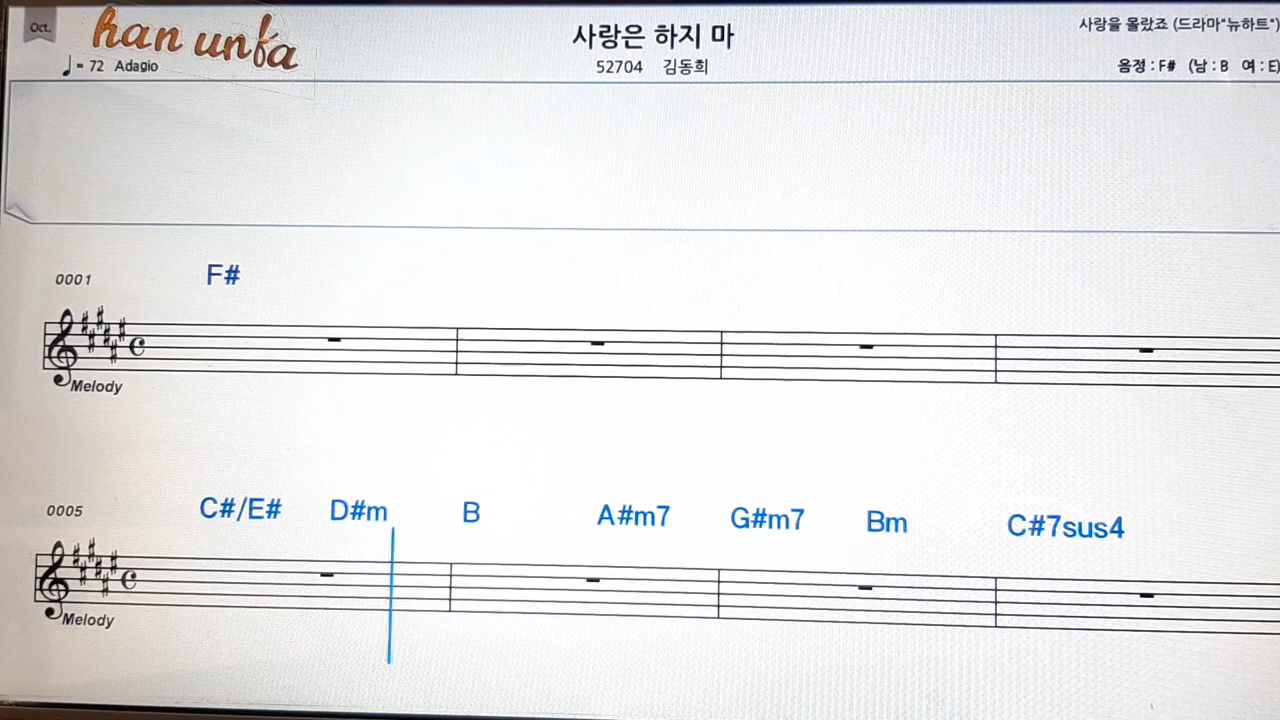 Oct.
han unfa
사랑은 하지 마
사랑을 몰랐죠 (드라마"뉴하트")
♩= 72 Adagio
52704 김동희
음정 : F# (남 : B 여 : E)
0001
F#
Melody
0005
C#/E# D#m B A#m7 G#m7 Bm C#7sus4
Melody